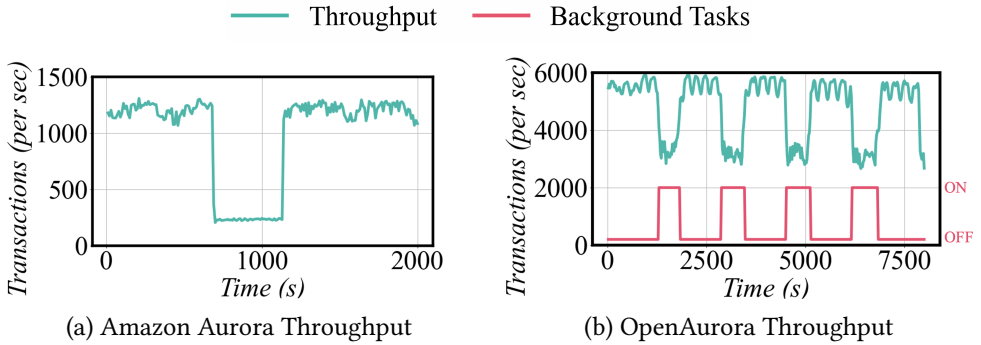 Throughput
Background Tasks
Transactions (per sec)
1500
1000
500
0
0
1000
2000
Time (s)
(a) Amazon Aurora Throughput
Transactions (per sec)
6000
4000
2000
0
ON
OFF
0
2500
5000
7500
Time (s)
(b) OpenAurora Throughput